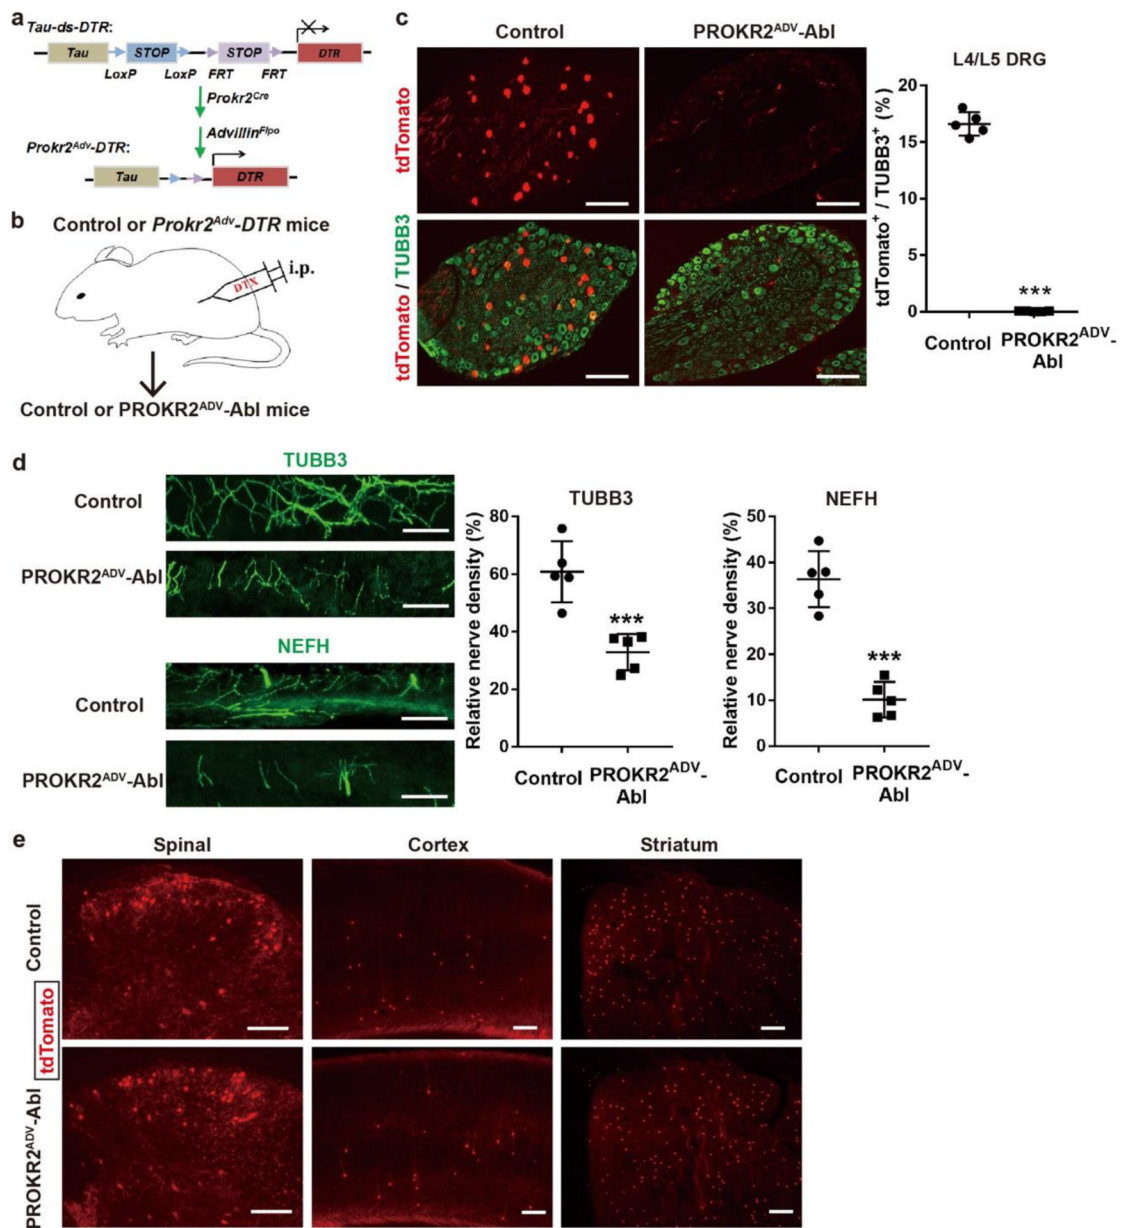 a
Tau-ds-DTR:
Tau STOP STOP DTR
LoxP LoxP FRT FRT
Prokr2Cre
AdvillinFlpo
Prokr2Adv-DTR:
Tau DTR
b
Control or Prokr2Adv-DTR mice
DTX
i.p.
Control or PROKR2ADV-Abl mice
c
Control PROKR2ADV-Abl
tdTomato
tdTomato / TUBB3
L4/L5 DRG
tdTomato+ / TUBB3+ (%)
20
15
10
5
0
***
Control PROKR2ADV-
Abl
d
TUBB3
Control
PROKR2ADV-Abl
NEFH
Control
PROKR2ADV-Abl
TUBB3
Relative nerve density (%)
80
60
40
20
0
***
Control PROKR2ADV-
Abl
NEFH
Relative nerve density (%)
50
40
30
20
10
0
***
Control PROKR2ADV-
Abl
e
Spinal Cortex Striatum
tdTomato
Control
PROKR2ADV-Abl